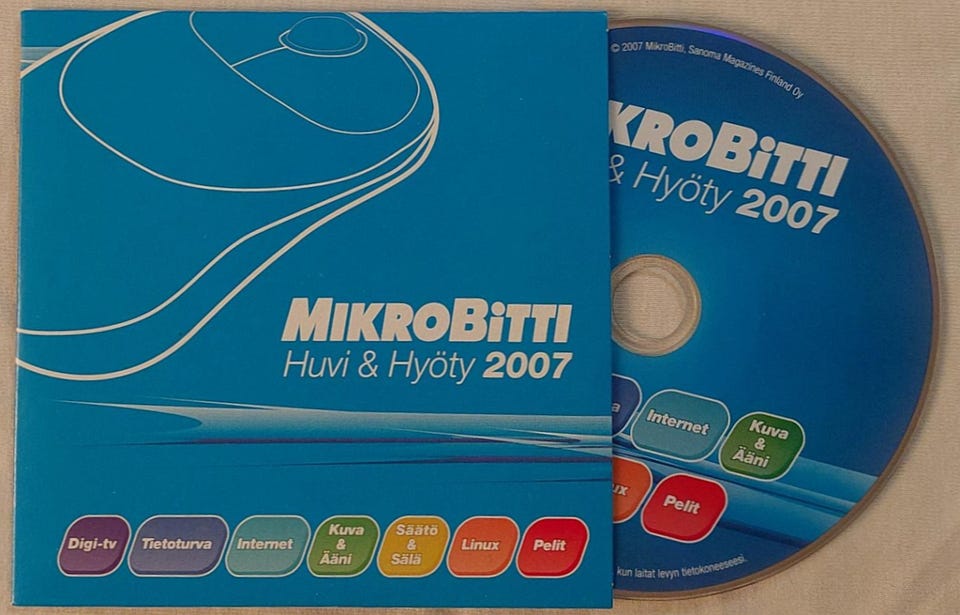 MIKROBiTTI
Huvi & Hyöty 2007
Digi-tv
Tietoturva
Internet
Kuva
&
Ääni
Säätö
&
Sälä
Linux
Pelit
© 2007 MikroBitti, Sanoma Magazines Finland Oy
KROBiTTI
& Hyöty 2007
a
Internet
Kuva
&
Ääni
ux
Pelit
kun laitat levyn tietokoneeseesi.